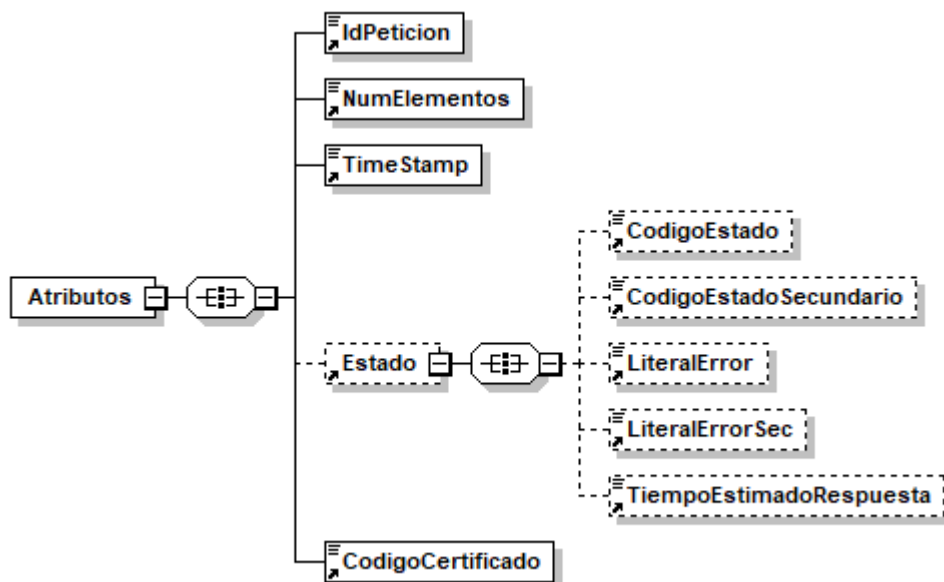 IdPeticion
NumElementos
TimeStamp
CodigoEstado
CodigoEstadoSecundario
Atributos
Estado
LiteralError
LiteralErrorSec
TiempoEstimadoRespuesta
CodigoCertificado